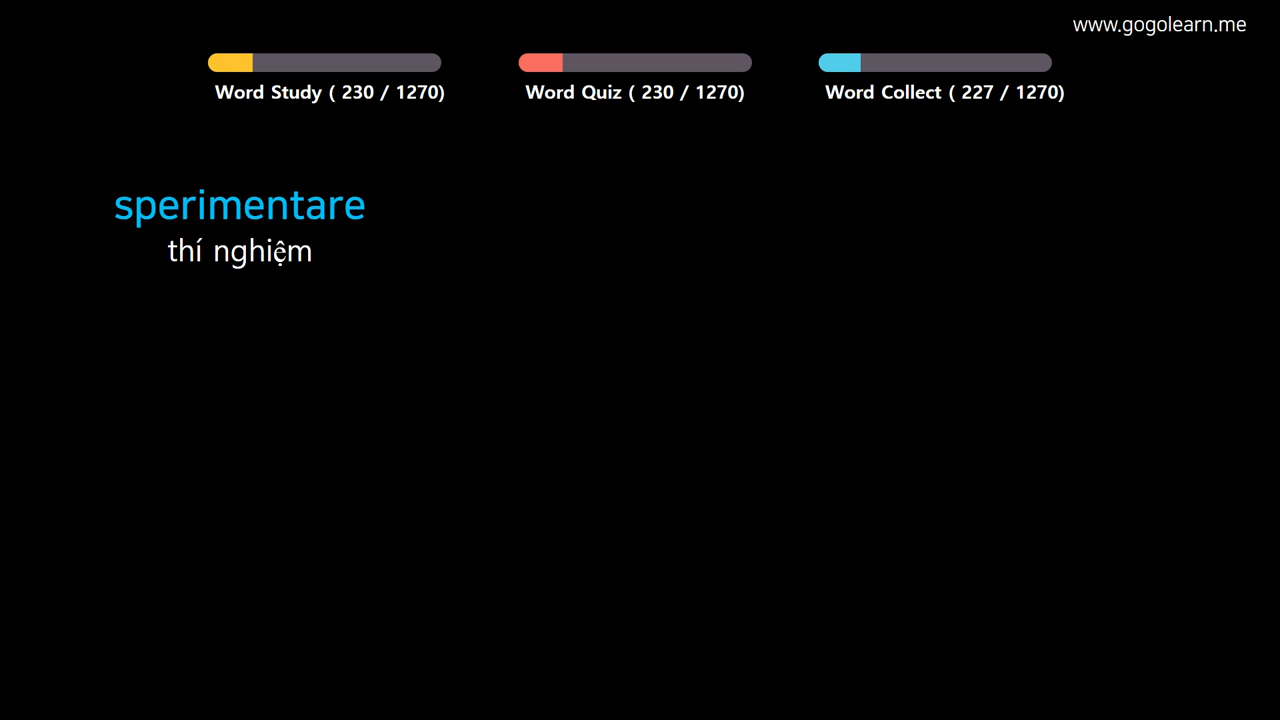 www.gogolearn.me
Word Study ( 230 / 1270)
Word Quiz ( 230 / 1270)
Word Collect ( 227 / 1270)
sperimentare
thí nghiệm